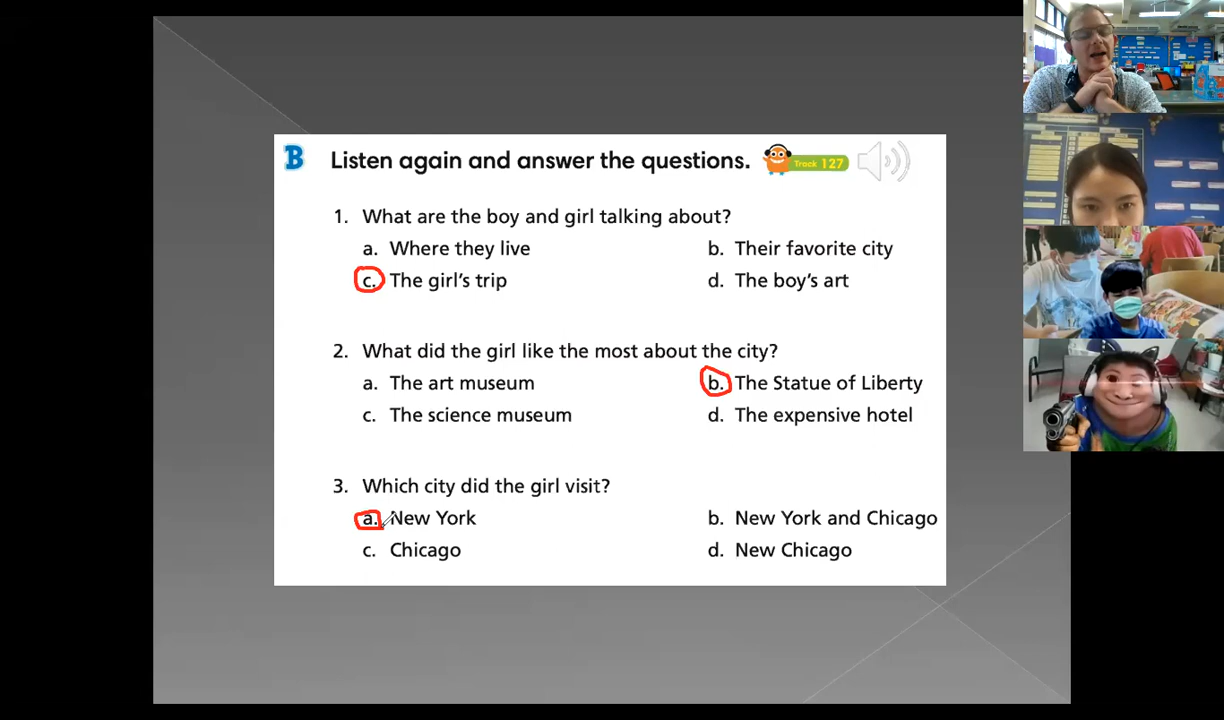 B Listen again and answer the questions. Track 127
1. What are the boy and girl talking about?
a. Where they live b. Their favorite city
c. The girl's trip d. The boy's art
2. What did the girl like the most about the city?
a. The art museum b. The Statue of Liberty
c. The science museum d. The expensive hotel
3. Which city did the girl visit?
a. New York b. New York and Chicago
c. Chicago d. New Chicago